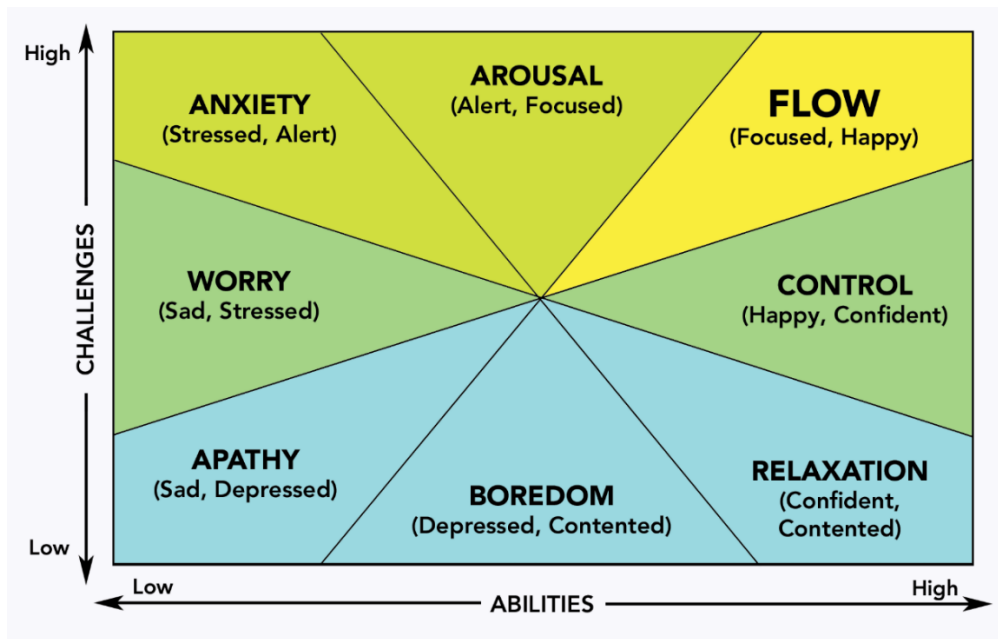 High
ANXIETY
(Stressed, Alert)
AROUSAL
(Alert, Focused)
FLOW
(Focused, Happy)
CHALLENGES
WORRY
(Sad, Stressed)
CONTROL
(Happy, Confident)
APATHY
(Sad, Depressed)
BOREDOM
(Depressed, Contented)
RELAXATION
(Confident,
Contented)
Low
Low
ABILITIES
High